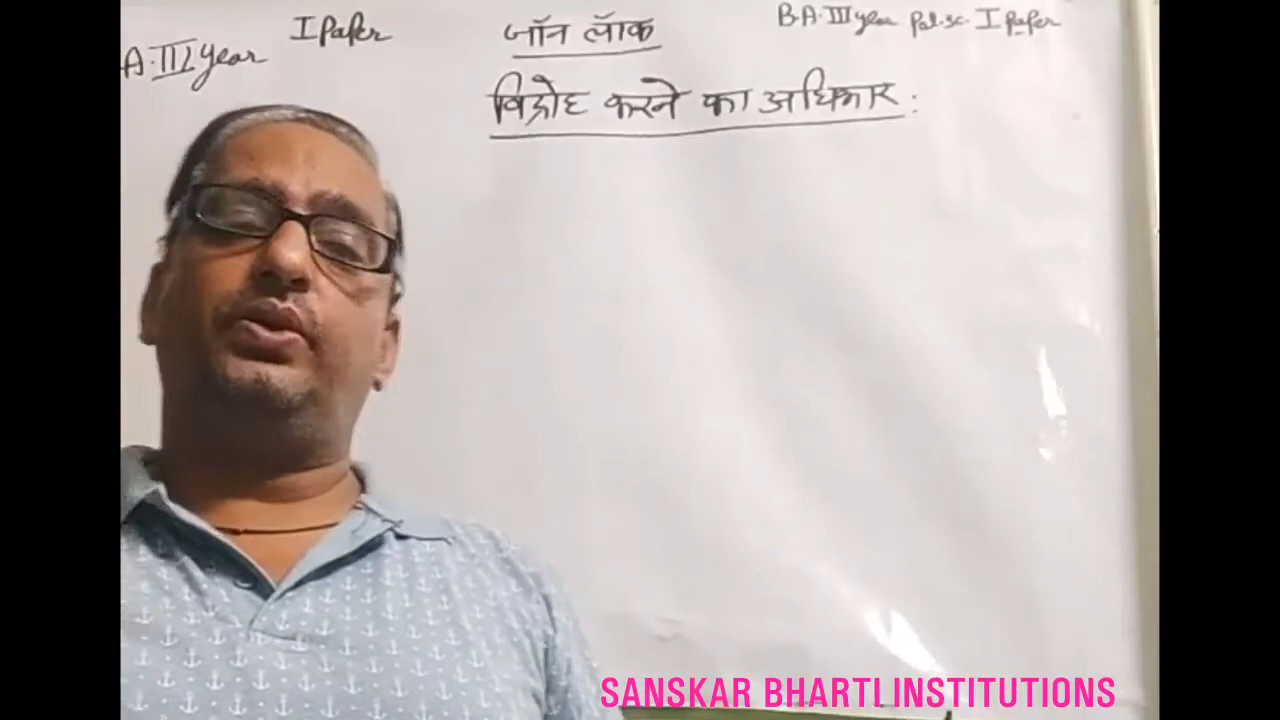 I Paper
A. III Year
जॉन लॅाक
B.A. III year Pol.sc. I Paper
विद्रोह करने का अधिकार :
SANSKAR BHARTI INSTITUTIONS